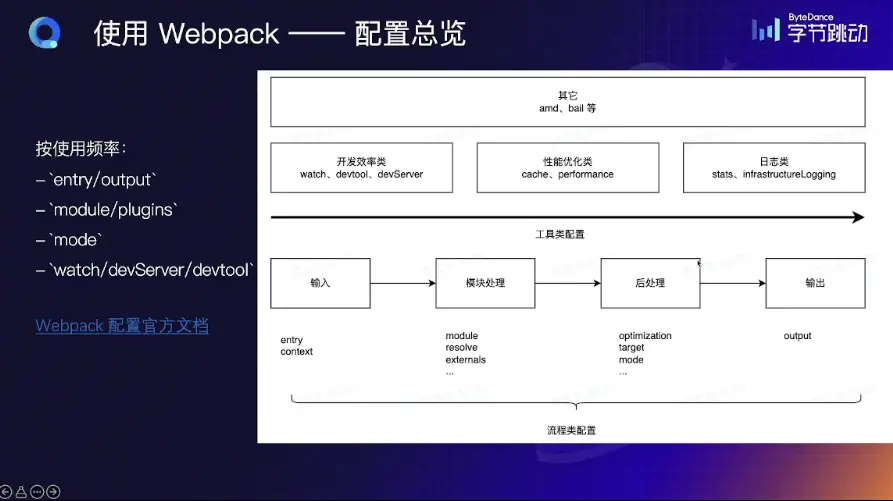 使用 Webpack —— 配置总览
ByteDance
字节跳动
按使用频率：
– `entry/output`
– `module/plugins`
– `mode`
– `watch/devServer/devtool`
Webpack 配置官方文档
其它
amd、bail 等
开发效率类
watch、devtool、devServer
性能优化类
cache、performance
日志类
stats、infrastructureLogging
工具类配置
输入
模块处理
后处理
输出
entry
context
module
resolve
externals
...
optimization
target
mode
...
output
流程类配置